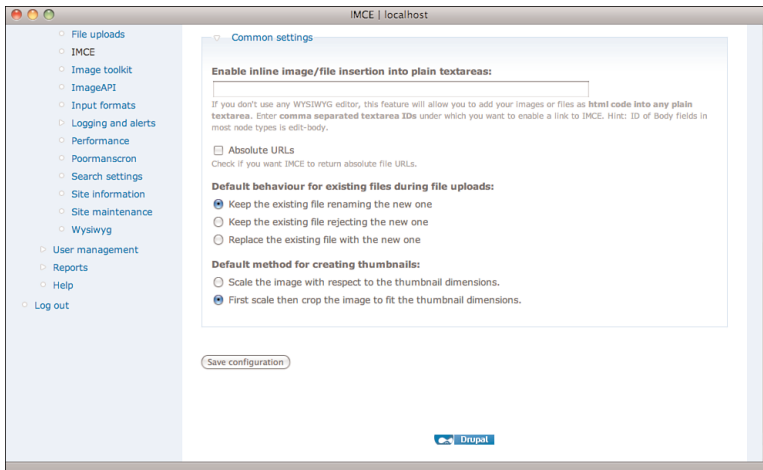 IMCE | localhost
File uploads
IMCE
Image toolkit
ImageAPI
Input formats
Logging and alerts
Performance
Poormanscron
Search settings
Site information
Site maintenance
Wysiwyg
User management
Reports
Help
Log out
Common settings
Enable inline image/file insertion into plain textareas:
If you don't use any WYSIWYG editor, this feature will allow you to add your images or files as html code into any plain
textarea. Enter comma separated textarea IDs under which you want to enable a link to IMCE. Hint: ID of Body fields in
most node types is edit-body.
Absolute URLs
Check if you want IMCE to return absolute file URLs.
Default behaviour for existing files during file uploads:
Keep the existing file renaming the new one
Keep the existing file rejecting the new one
Replace the existing file with the new one
Default method for creating thumbnails:
Scale the image with respect to the thumbnail dimensions.
First scale then crop the image to fit the thumbnail dimensions.
Save configuration
Drupal